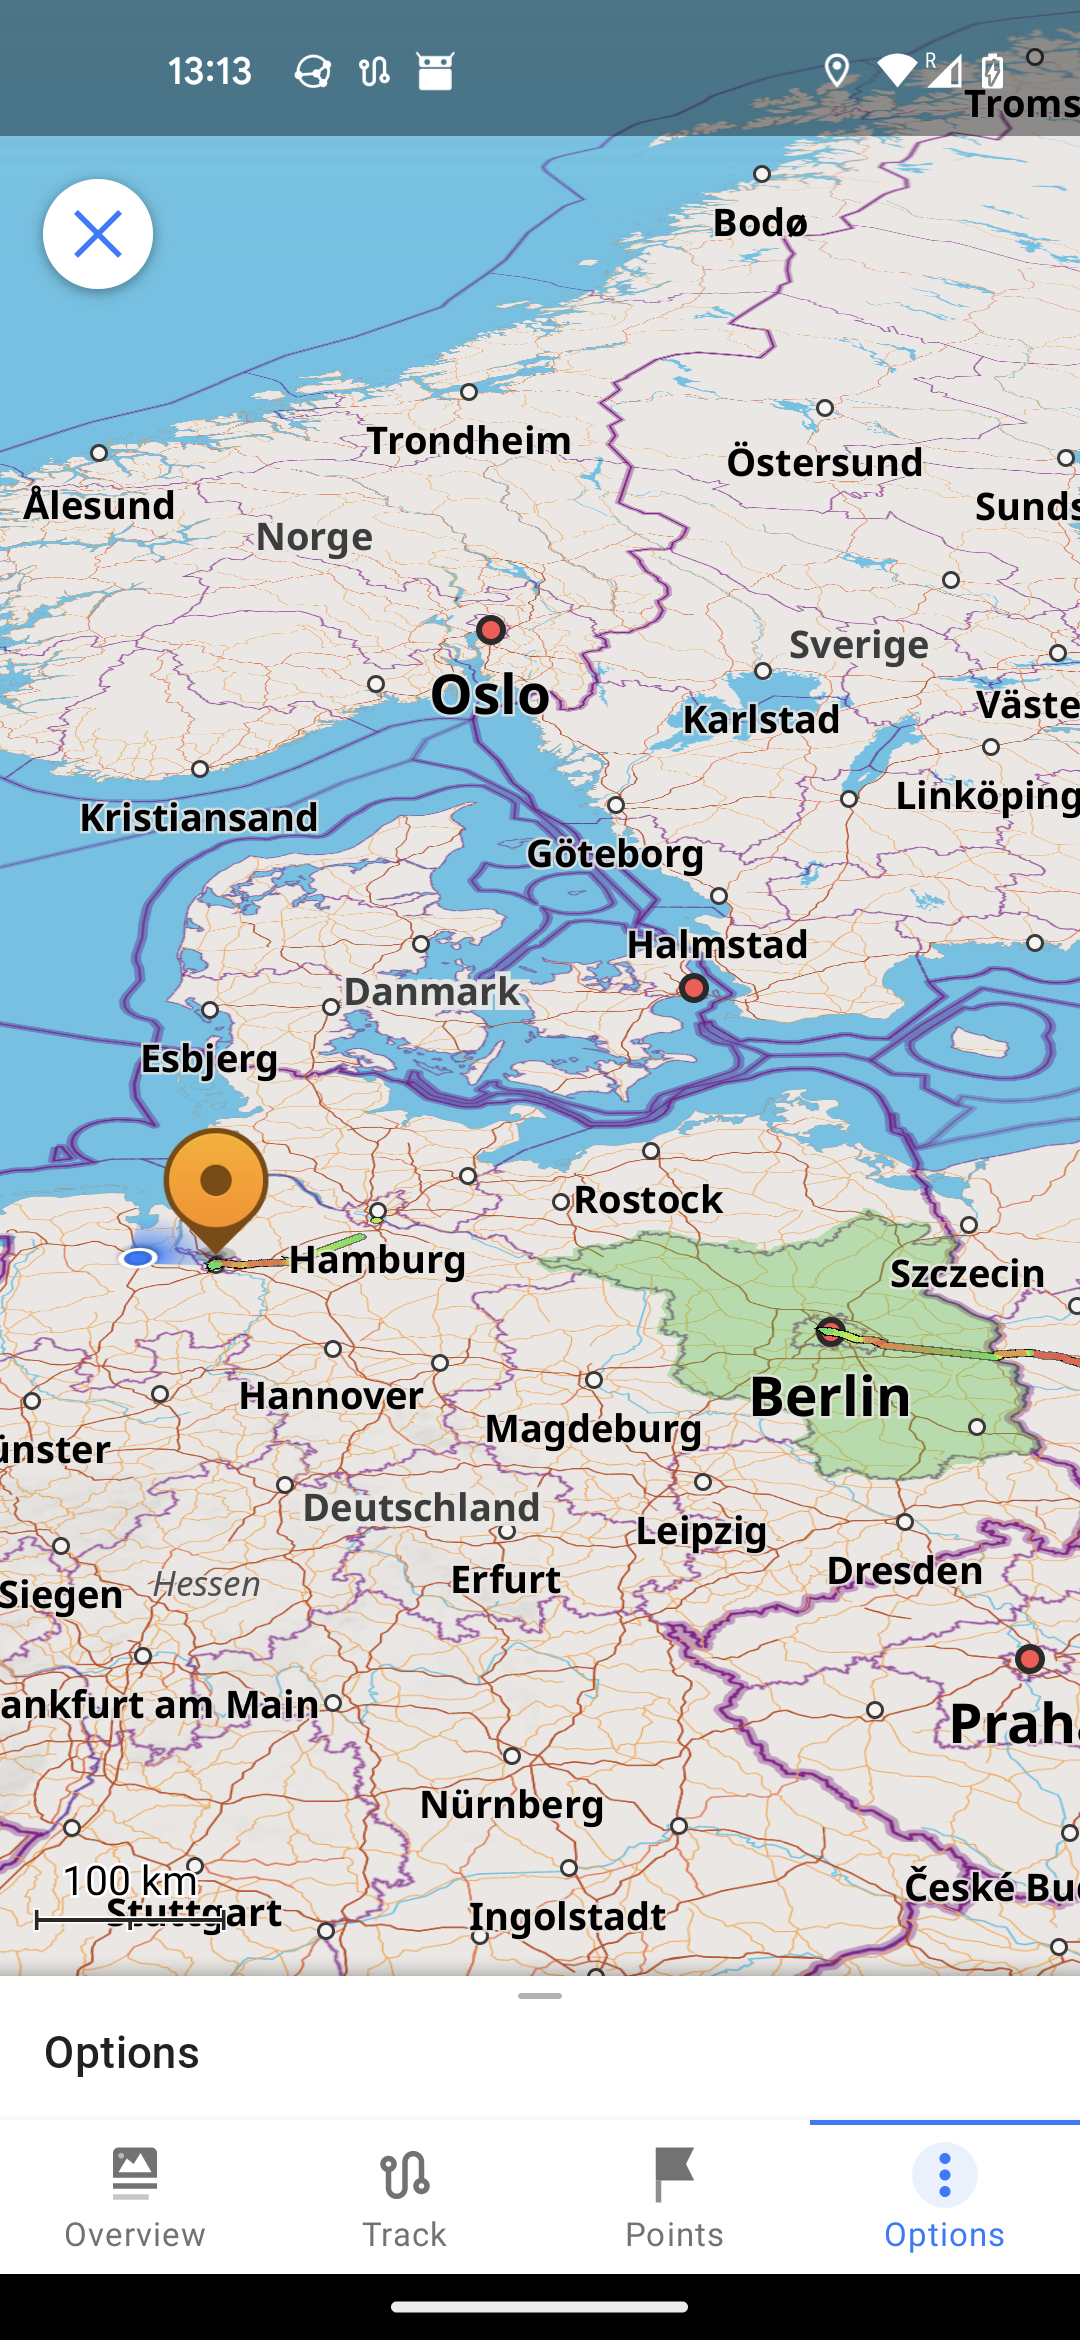 13:13
R
Troms
Bodø
Trondheim
Östersund
Ålesund
Sunds
Norge
Sverige
Oslo
Väste
Karlstad
Linköping
Kristiansand
Göteborg
Halmstad
Danmark
Esbjerg
Rostock
Hamburg
Szczecin
Hannover
Berlin
Magdeburg
ünster
Deutschland
Leipzig
Dresden
Erfurt
Hessen
Siegen
ankfurt am Main
Praha
Nürnberg
100 km
České Bu
Stuttgart
Ingolstadt
Options
Overview
Track
Points
Options